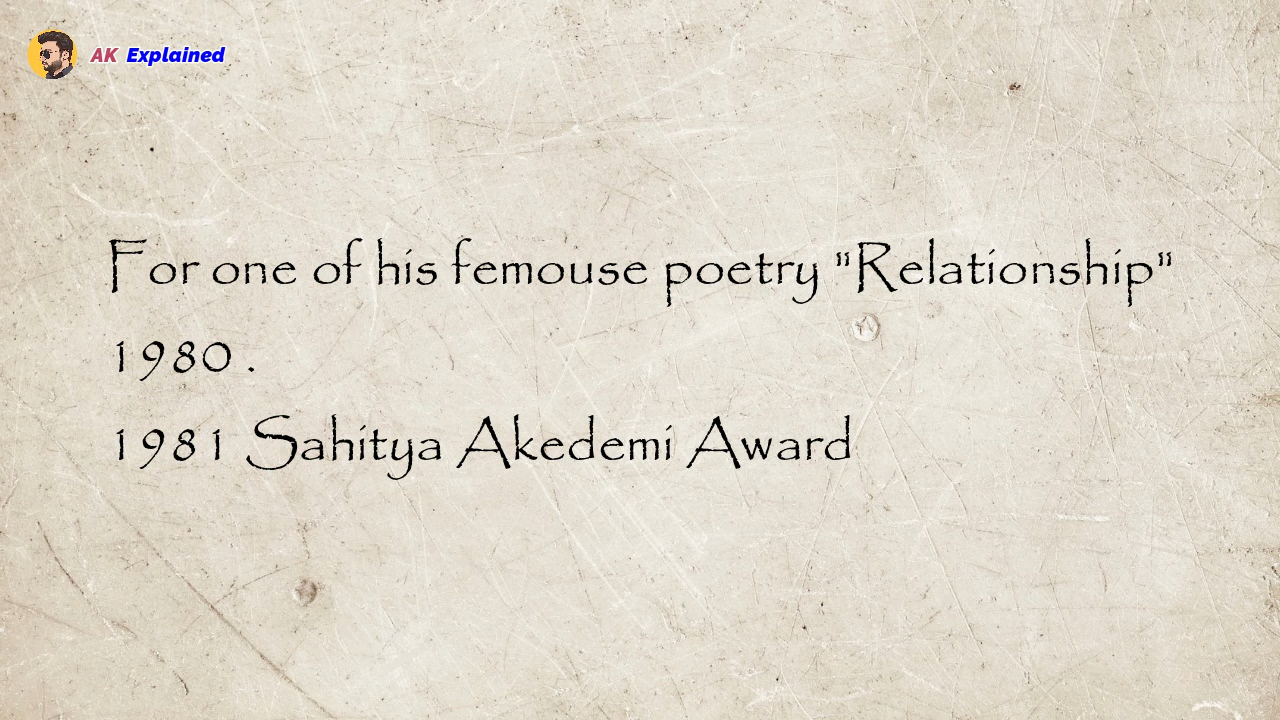 AK Explained
For one of his femouse poetry "Relationship"
1980 .
1981 Sahitya Akedemi Award